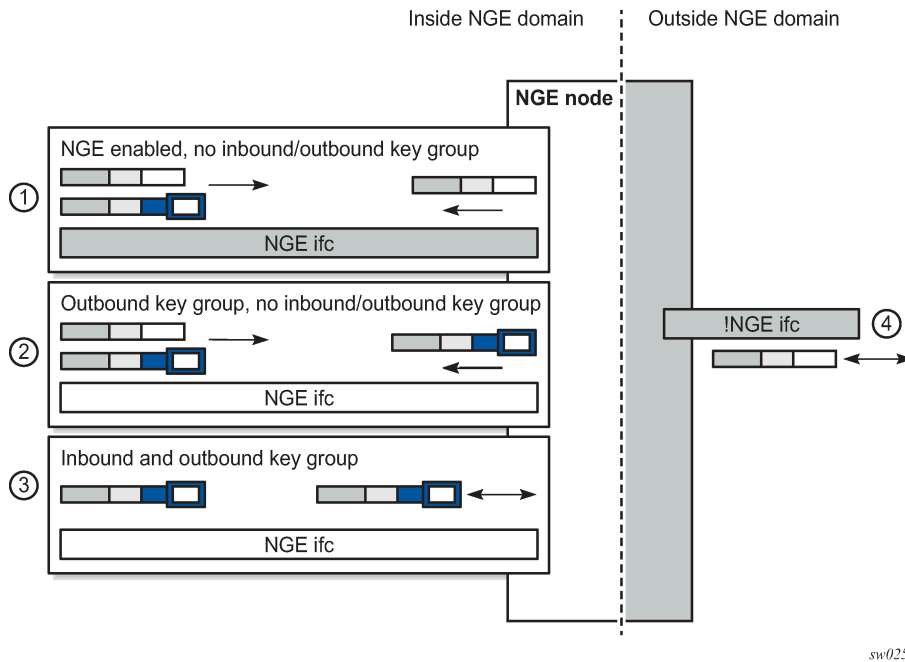 Inside NGE domain
Outside NGE domain
NGE node
NGE enabled, no inbound/outbound key group
1
NGE ifc
Outbound key group, no inbound/outbound key group
2
NGE ifc
!NGE ifc
4
Inbound and outbound key group
3
NGE ifc
sw025